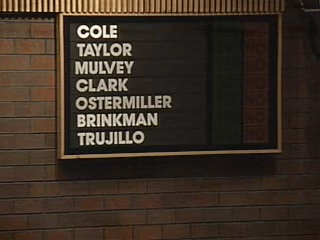 COLE
TAYLOR
MULVEY
CLARK
OSTERMILLER
BRINKMAN
TRUJILLO